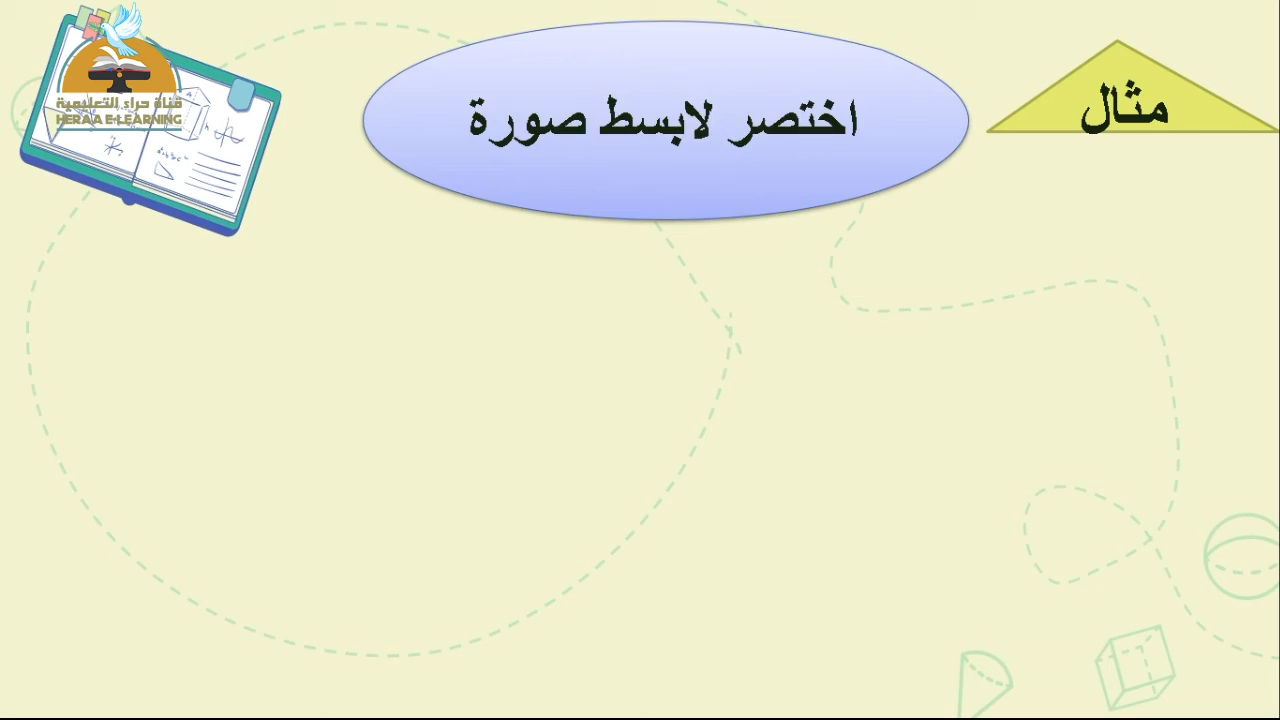 مثال
اختصر لابسط صورة
قناة حراء التعليمية
HERAA E-LEARNING